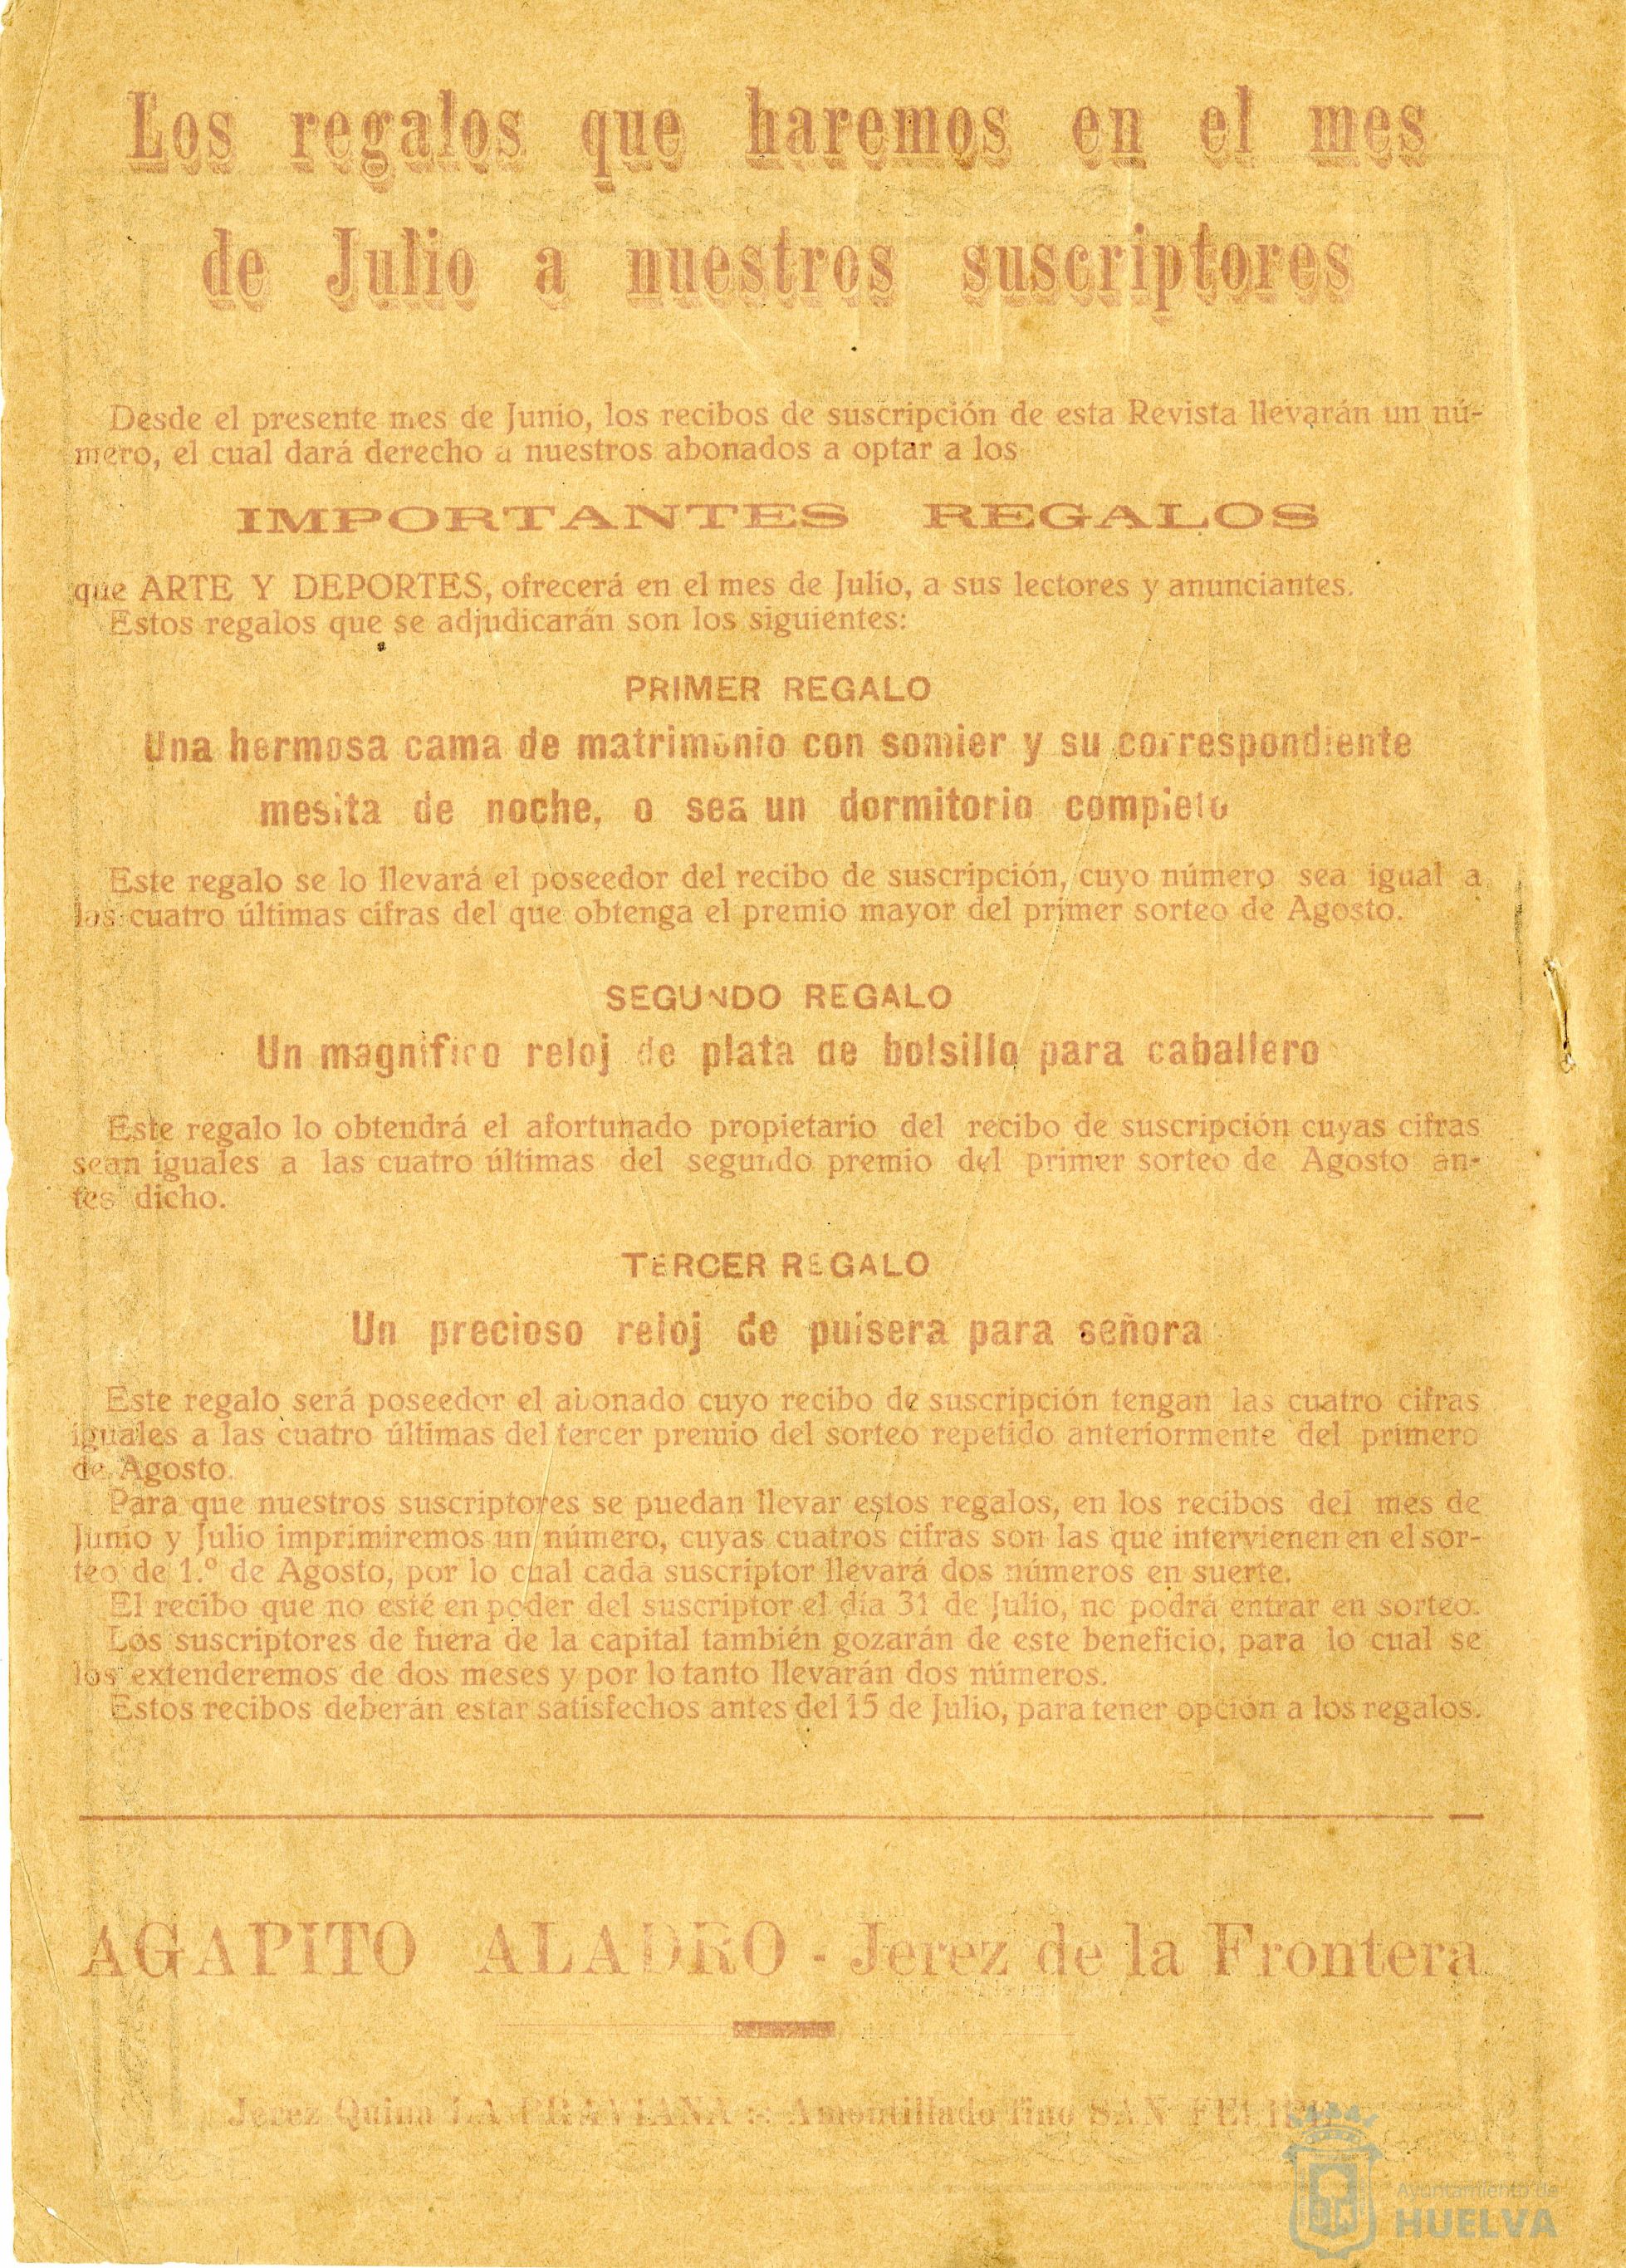 Los regalos que haremos en el mes
de Julio a nuestros suscriptores
Desde el presente mes de Junio, los recibos de suscripción de esta Revista llevarán un nú-
mero, el cual dará derecho a nuestros abonados a optar a los
IMPORTANTES REGALOS
que ARTE Y DEPORTES, ofrecerá en el mes de Julio, a sus lectores y anunciantes.
Estos regalos que se adjudicarán son los siguientes:
PRIMER REGALO
Una hermosa cama de matrimonio con somier y su correspondiente
mesita de noche, o sea un dormitorio completo
Este regalo se lo llevará el poseedor del recibo de suscripción, cuyo número sea igual a
las cuatro últimas cifras del que obtenga el premio mayor del primer sorteo de Agosto.
SEGUNDO REGALO
Un magnífico reloj de plata de bolsillo para caballero
Este regalo lo obtendrá el afortunado propietario del recibo de suscripción cuyas cifras
sean iguales a las cuatro últimas del segundo premio del primer sorteo de Agosto an-
tes dicho.
TERCER REGALO
Un precioso reloj de pulsera para señora
Este regalo será poseedor el abonado cuyo recibo de suscripción tengan las cuatro cifras
iguales a las cuatro últimas del tercer premio del sorteo repetido anteriormente del primero
de Agosto.
Para que nuestros suscriptores se puedan llevar estos regalos, en los recibos del mes de
Junio y Julio imprimiremos un número, cuyas cuatros cifras son las que intervienen en el sor-
teo de 1.º de Agosto, por lo cual cada suscriptor llevará dos números en suerte.
El recibo que no esté en poder del suscriptor el día 31 de Julio, no podrá entrar en sorteo.
Los suscriptores de fuera de la capital también gozarán de este beneficio, para lo cual se
los extenderemos de dos meses y por lo tanto llevarán dos números.
Estos recibos deberán estar satisfechos antes del 15 de Julio, para tener opción a los regalos.
AGAPITO ALADRO - Jerez de la Frontera
Jerez Quina LA PRAVIANA :-: Amontillado fino SAN FELIPE
Ayuntamiento de
HUELVA